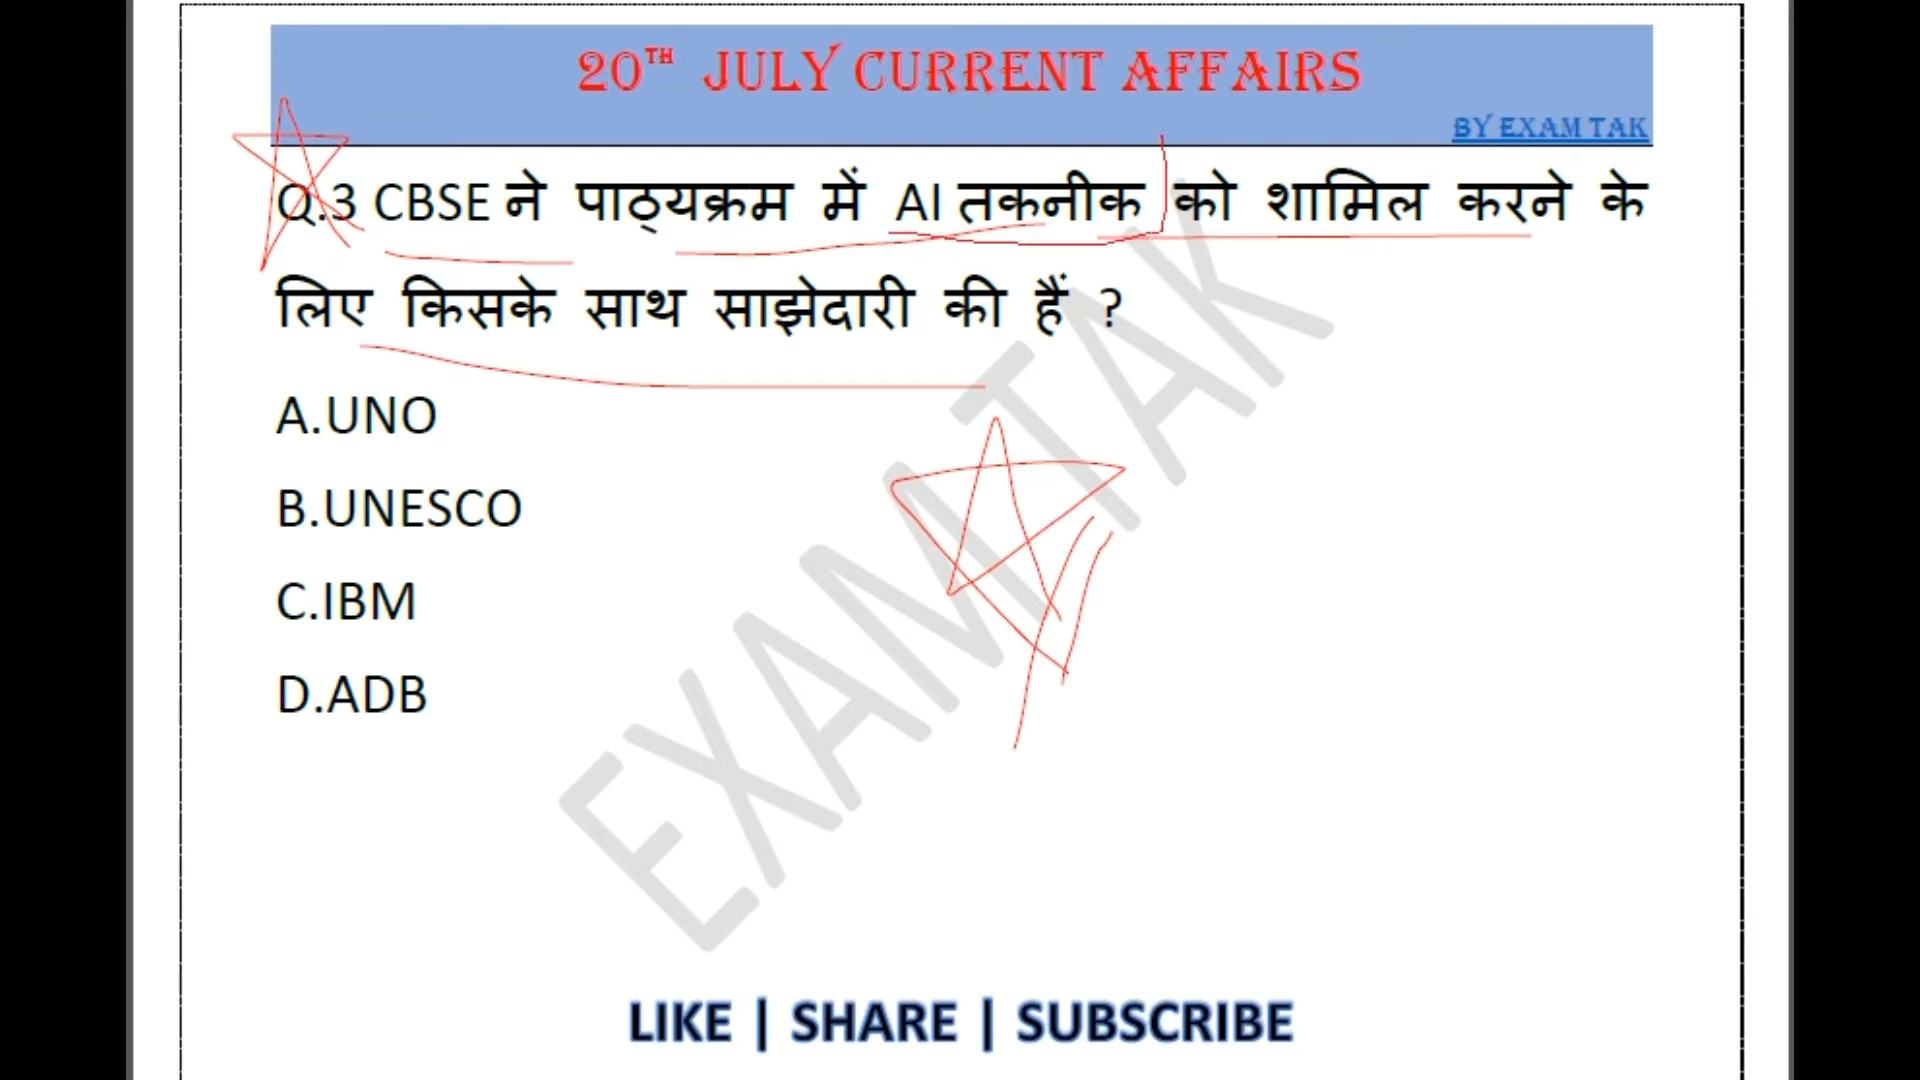 20TH JULY CURRENT AFFAIRS
BY EXAM TAK
Q.3 CBSE ने पाठ्यक्रम में AI तकनीक को शामिल करने के
लिए किसके साथ साझेदारी की हैं ?
A.UNO
B.UNESCO
C.IBM
D.ADB
EXAMTAK
LIKE | SHARE | SUBSCRIBE